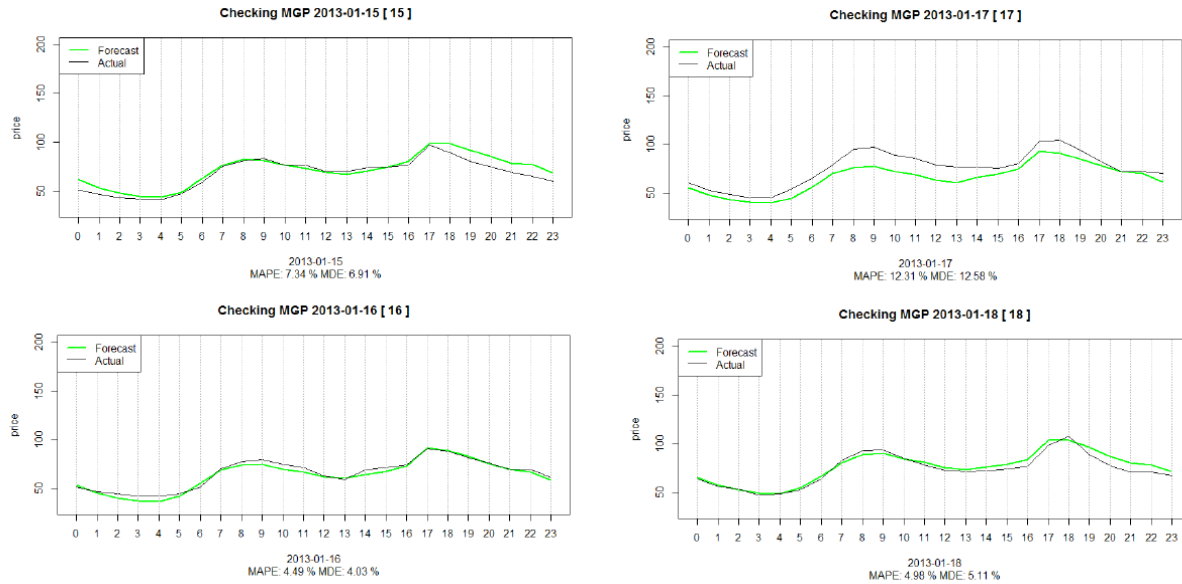 Checking MGP 2013-01-15 [ 15 ]
200
150
100
50
price
Forecast
Actual
0 1 2 3 4 5 6 7 8 9 10 11 12 13 14 15 16 17 18 19 20 21 22 23
2013-01-15
MAPE: 7.34 % MDE: 6.91 %
Checking MGP 2013-01-17 [ 17 ]
200
150
100
50
price
Forecast
Actual
0 1 2 3 4 5 6 7 8 9 10 11 12 13 14 15 16 17 18 19 20 21 22 23
2013-01-17
MAPE: 12.31 % MDE: 12.58 %
Checking MGP 2013-01-16 [ 16 ]
200
150
100
50
price
Forecast
Actual
0 1 2 3 4 5 6 7 8 9 10 11 12 13 14 15 16 17 18 19 20 21 22 23
2013-01-16
MAPE: 4.49 % MDE: 4.03 %
Checking MGP 2013-01-18 [ 18 ]
200
150
100
50
price
Forecast
Actual
0 1 2 3 4 5 6 7 8 9 10 11 12 13 14 15 16 17 18 19 20 21 22 23
2013-01-18
MAPE: 4.98 % MDE: 5.11 %